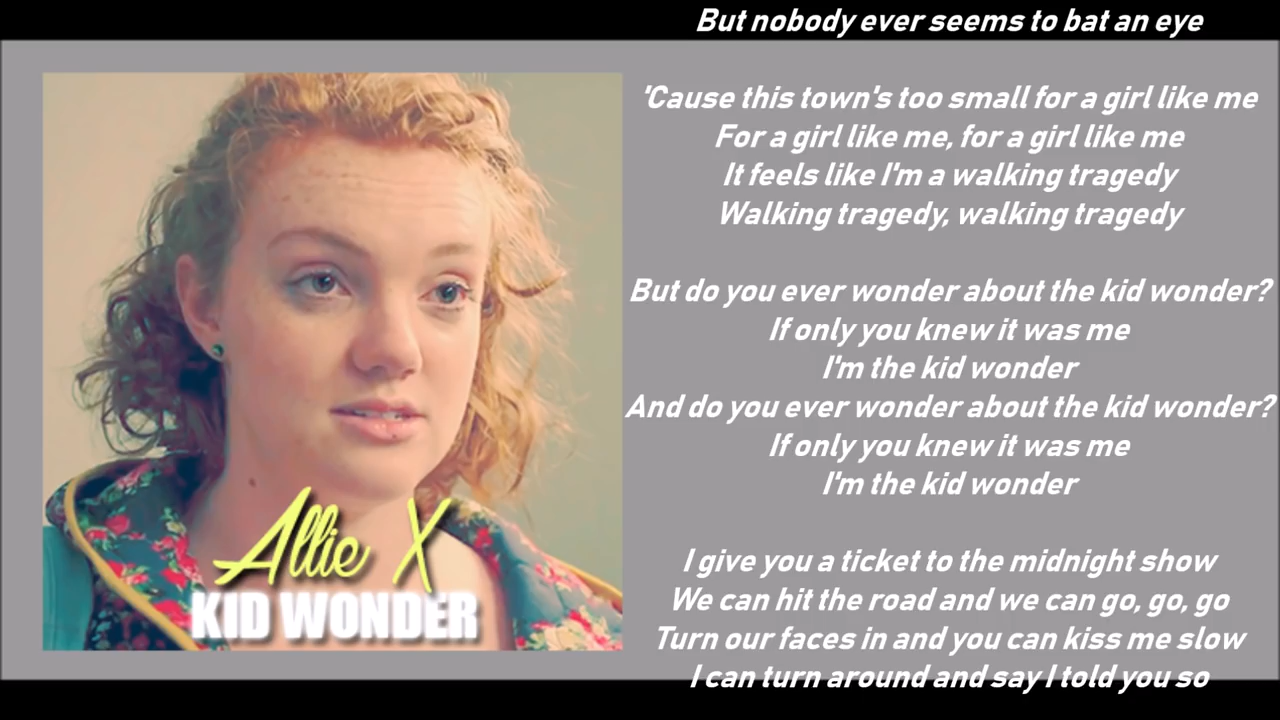 But nobody ever seems to bat an eye
'Cause this town's too small for a girl like me
For a girl like me, for a girl like me
It feels like I'm a walking tragedy
Walking tragedy, walking tragedy
But do you ever wonder about the kid wonder?
If only you knew it was me
I'm the kid wonder
And do you ever wonder about the kid wonder?
If only you knew it was me
I'm the kid wonder
I give you a ticket to the midnight show
We can hit the road and we can go, go, go
Turn our faces in and you can kiss me slow
I can turn around and say I told you so
Allie X
KID WONDER